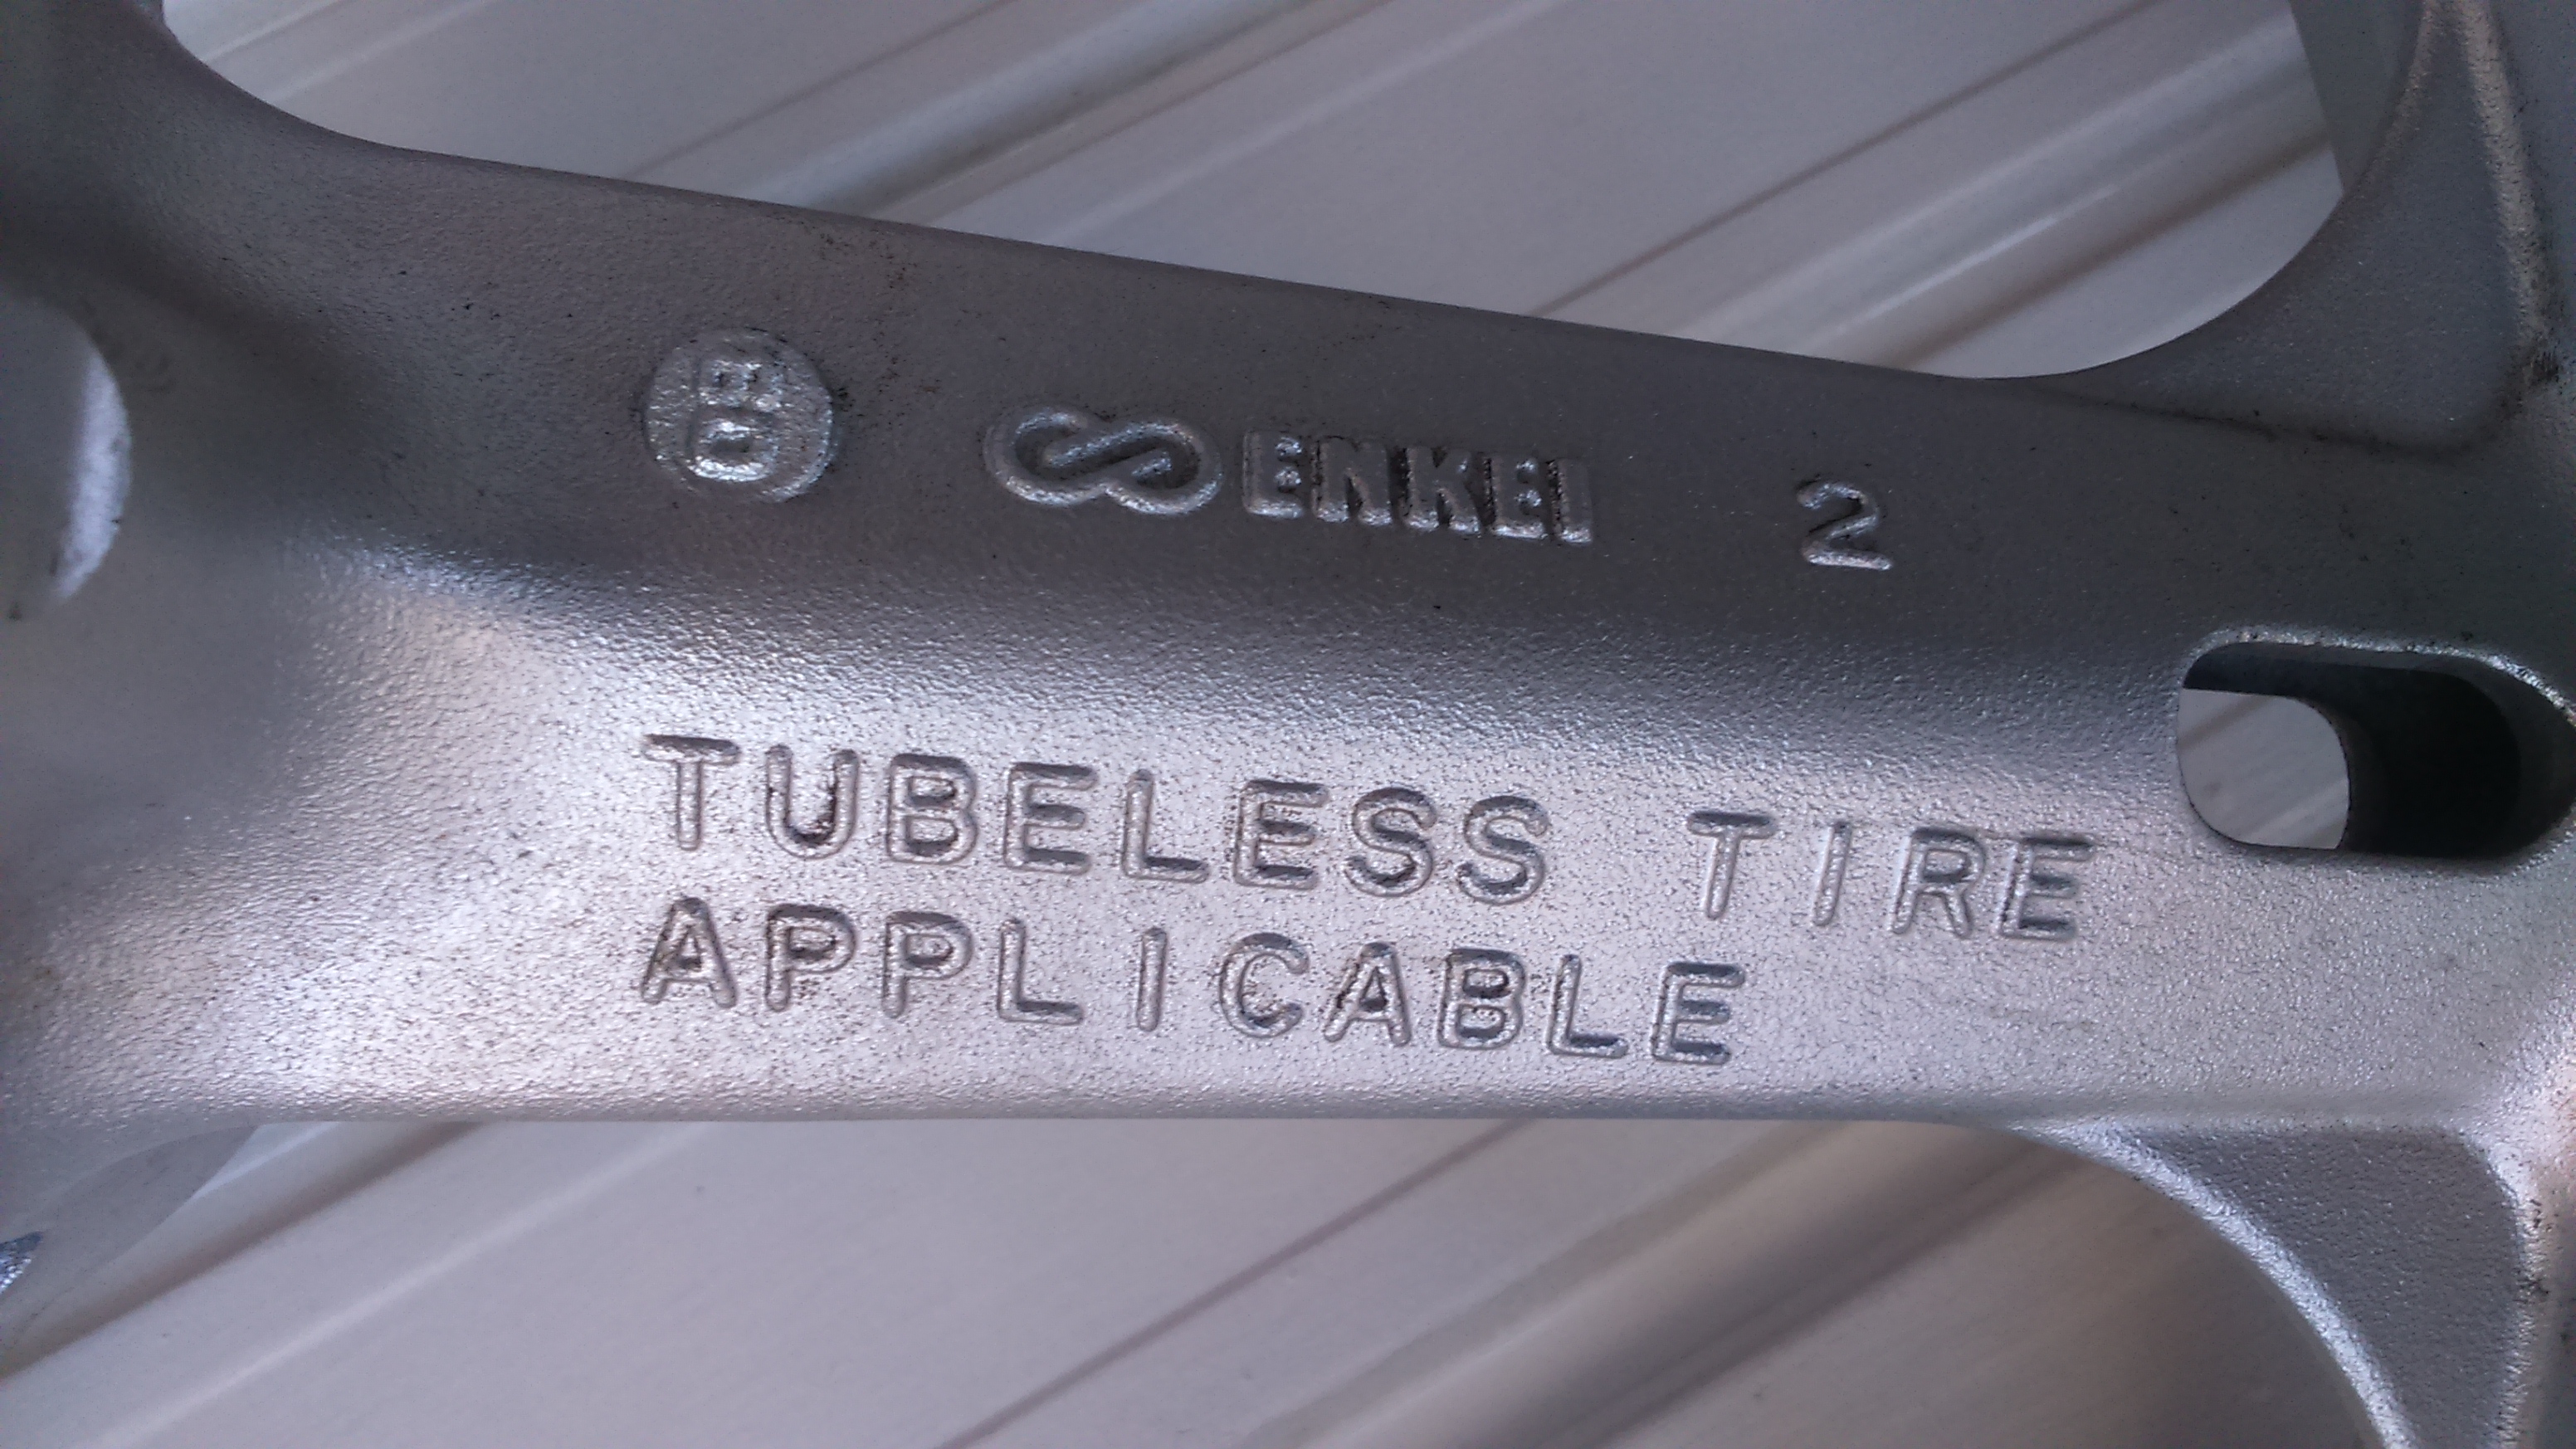 ENKEI 2
TUBELESS TIRE
APPLICABLE